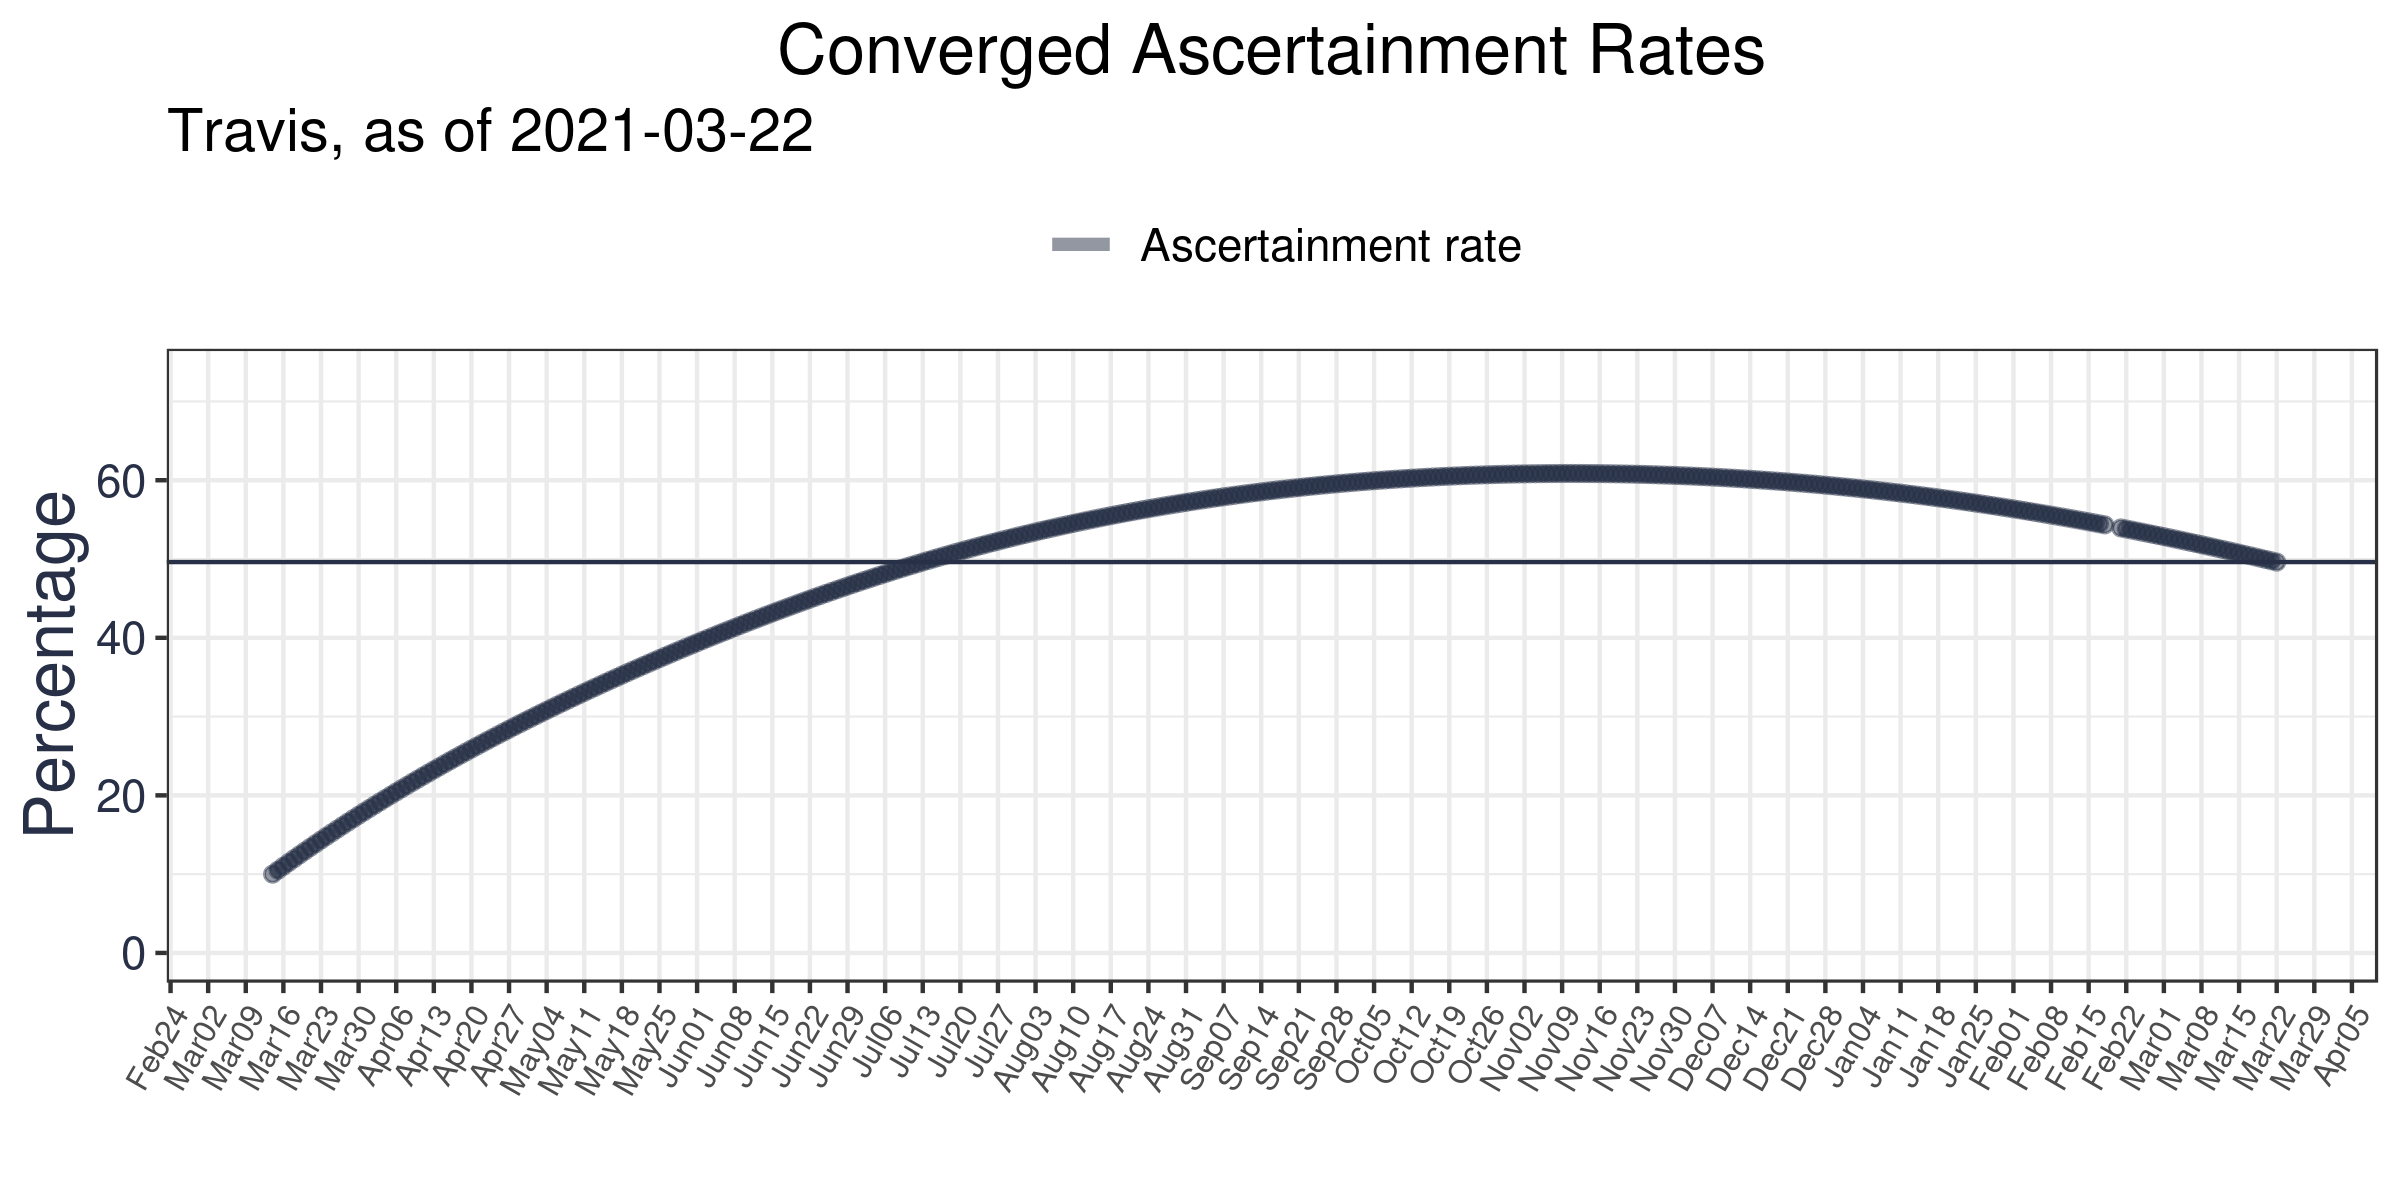 Converged Ascertainment Rates
Travis, as of 2021-03-22
Ascertainment rate
Percentage
60
40
20
0
Feb24
Mar02
Mar09
Mar16
Mar23
Mar30
Apr06
Apr13
Apr20
Apr27
May04
May11
May18
May25
Jun01
Jun08
Jun15
Jun22
Jun29
Jul06
Jul13
Jul20
Jul27
Aug03
Aug10
Aug17
Aug24
Aug31
Sep07
Sep14
Sep21
Sep28
Oct05
Oct12
Oct19
Oct26
Nov02
Nov09
Nov16
Nov23
Nov30
Dec07
Dec14
Dec21
Dec28
Jan04
Jan11
Jan18
Jan25
Feb01
Feb08
Feb15
Feb22
Mar01
Mar08
Mar15
Mar22
Mar29
Apr05